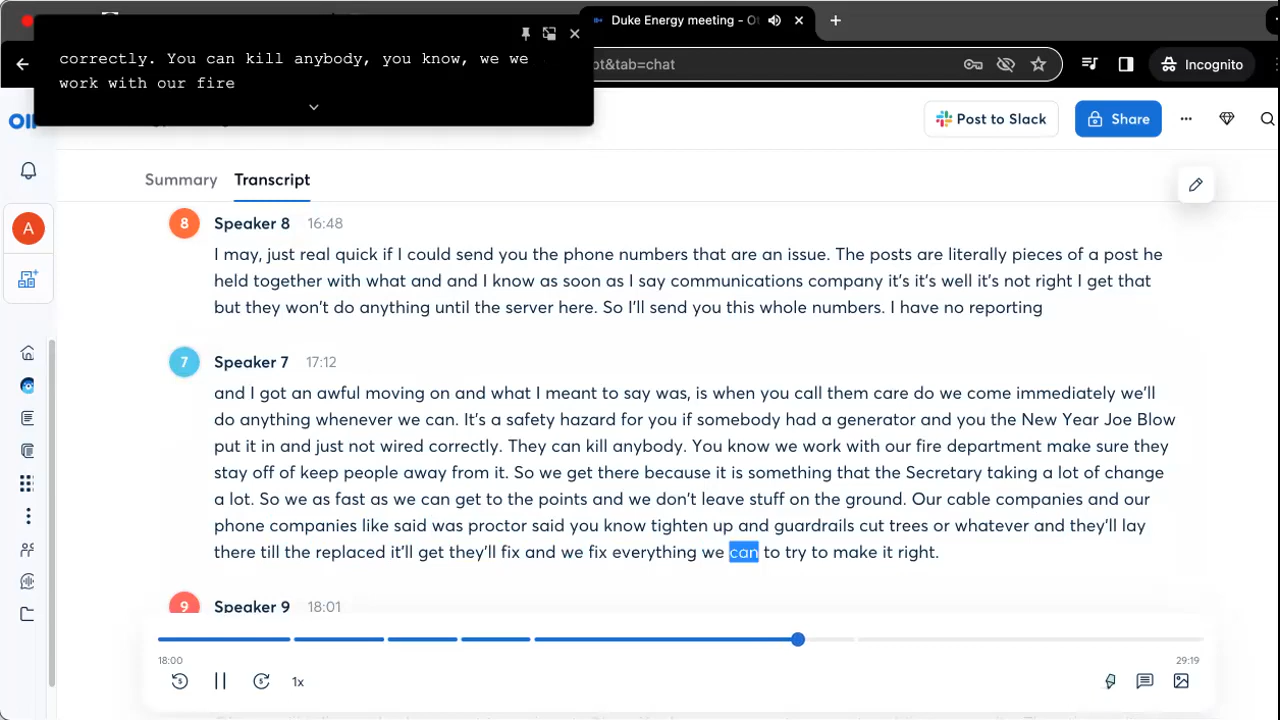 Duke Energy meeting - Ot
correctly. You can kill anybody, you know, we we
work with our fire
ot&tab=chat
Incognito
Post to Slack
Share
Summary
Transcript
A
8
Speaker 8
16:48
I may, just real quick if I could send you the phone numbers that are an issue. The posts are literally pieces of a post he
held together with what and and I know as soon as I say communications company it's it's well it's not right I get that
but they won't do anything until the server here. So I'll send you this whole numbers. I have no reporting
7
Speaker 7
17:12
and I got an awful moving on and what I meant to say was, is when you call them care do we come immediately we'll
do anything whenever we can. It's a safety hazard for you if somebody had a generator and you the New Year Joe Blow
put it in and just not wired correctly. They can kill anybody. You know we work with our fire department make sure they
stay off of keep people away from it. So we get there because it is something that the Secretary taking a lot of change
a lot. So we as fast as we can get to the points and we don't leave stuff on the ground. Our cable companies and our
phone companies like said was proctor said you know tighten up and guardrails cut trees or whatever and they'll lay
there till the replaced it'll get they'll fix and we fix everything we can to try to make it right.
9
Speaker 9
18:01
18:00
29:19
5
5
1x